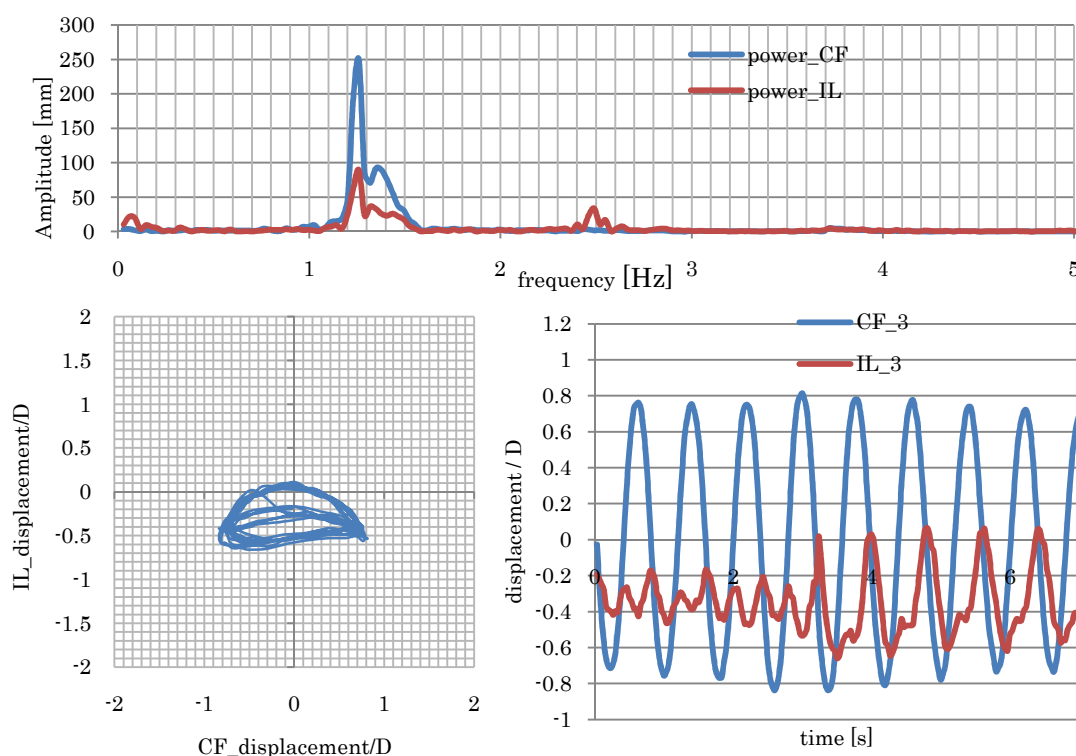 300
250
200
150
100
50
0
Amplitude [mm]
power_CF
power_IL
0 1 2 3 4 5
frequency [Hz]
2
1.5
1
0.5
0
-0.5
-1
-1.5
-2
IL_displacement/D
-2 -1 0 1 2
CF_displacement/D
1.2
1
0.8
0.6
0.4
0.2
0
-0.2
-0.4
-0.6
-0.8
-1
displacement / D
CF_3
IL_3
0 2 4 6
time [s]